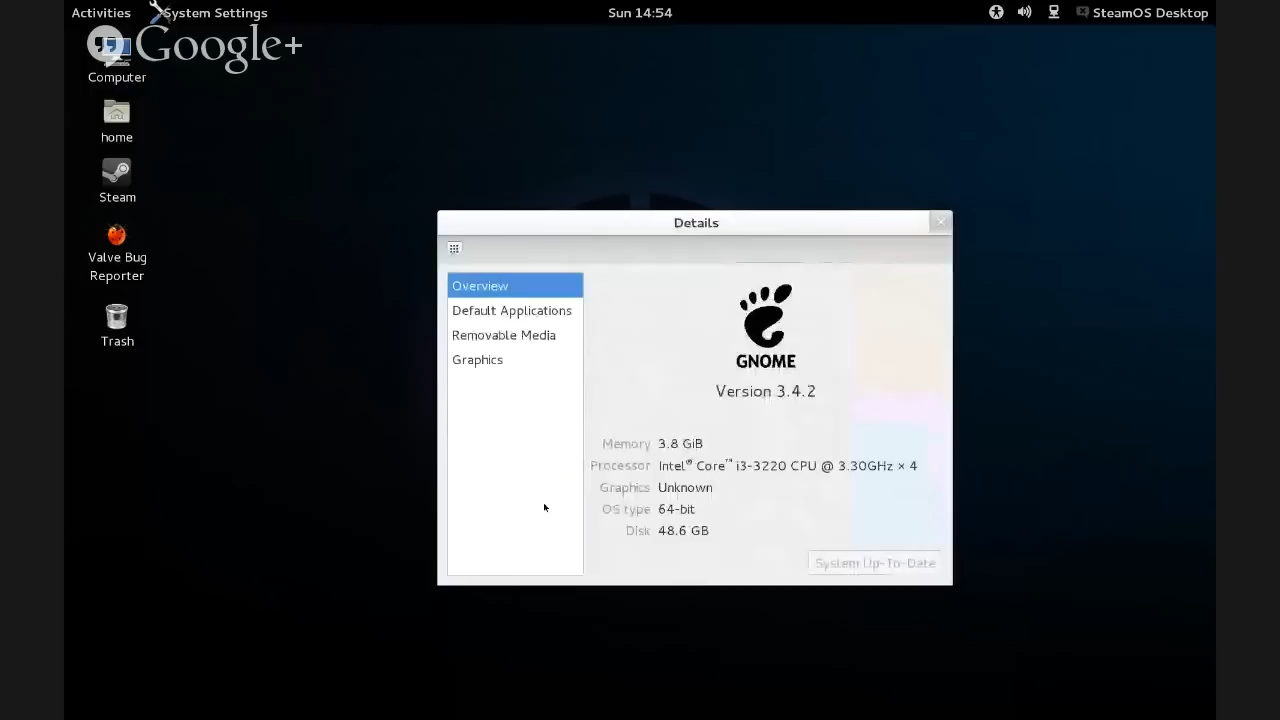 Activities
System Settings
Sun 14:54
SteamOS Desktop
Google+
Computer
home
Steam
Valve Bug
Reporter
Trash
Details
Overview
Default Applications
Removable Media
Graphics
GNOME
Version 3.4.2
Memory 3.8 GiB
Processor Intel® Core™ i3-3220 CPU @ 3.30GHz × 4
Graphics Unknown
OS type 64-bit
Disk 48.6 GB
System Up-To-Date